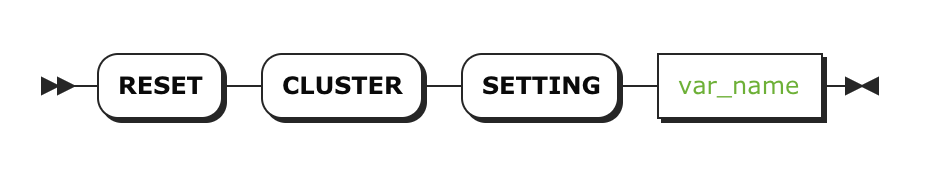 RESET CLUSTER SETTING var_name